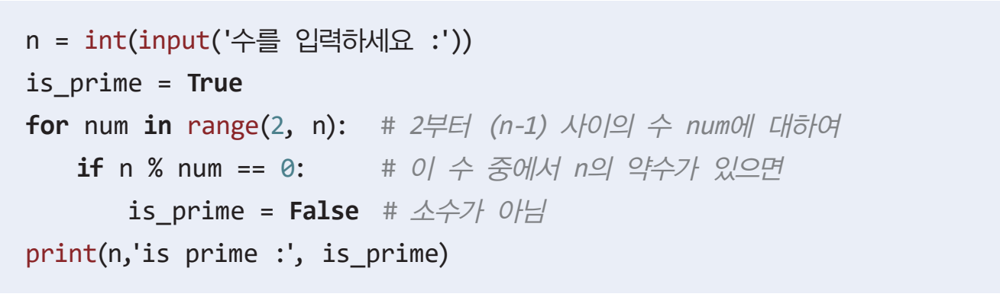 n = int(input('수를 입력하세요 :'))
is_prime = True
for num in range(2, n):  # 2부터 (n-1) 사이의 수 num에 대하여
    if n % num == 0:      # 이 수 중에서 n의 약수가 있으면
        is_prime = False  # 소수가 아님
print(n,'is prime :', is_prime)